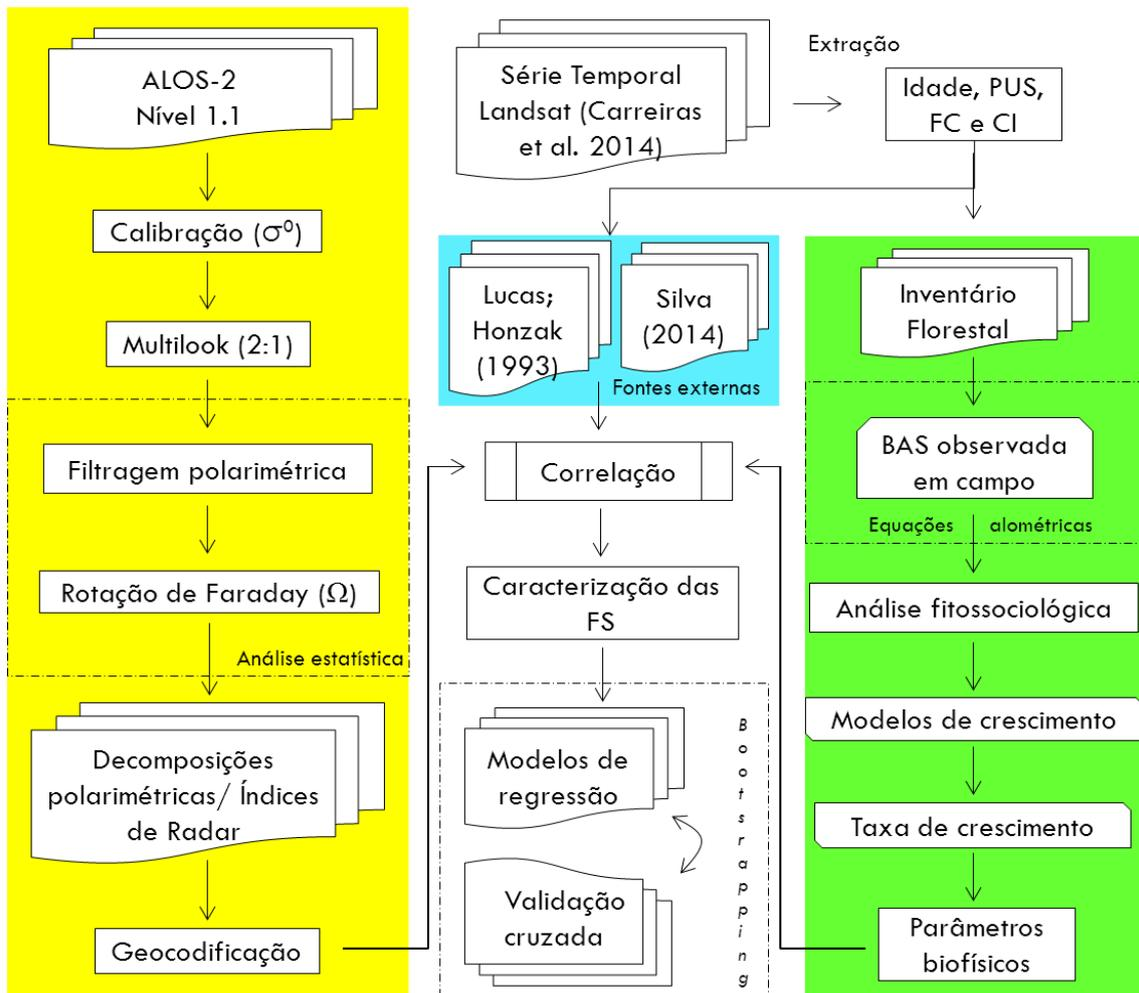 ALOS-2
Nível 1.1
Calibração (σ⁰)
Multilook (2:1)
Filtragem polarimétrica
Rotação de Faraday (Ω)
Análise estatística
Decomposições
polarimétricas/ Índices
de Radar
Geocodificação
Série Temporal
Landsat (Carreiras
et al. 2014)
Extração
Idade, PUS,
FC e CI
Lucas;
Honzak
(1993)
Silva
(2014)
Fontes externas
Correlação
Caracterização das
FS
Modelos de
regressão
Validação
cruzada
Bootsrapping
Inventário
Florestal
BAS observada
em campo
Equações alométricas
Análise fitossociológica
Modelos de crescimento
Taxa de crescimento
Parâmetros
biofísicos